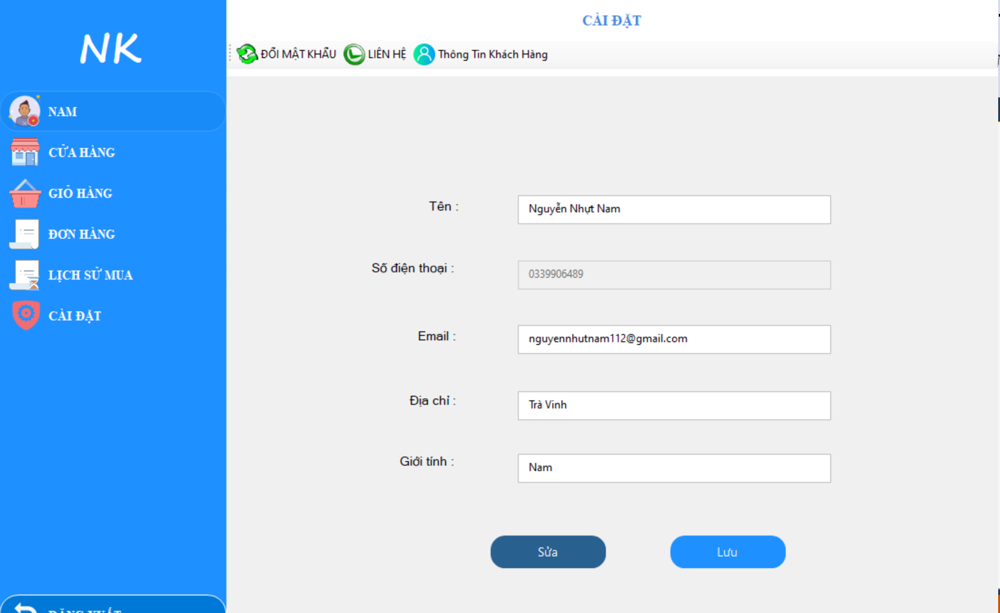 NK
NAM
CỬA HÀNG
GIỎ HÀNG
ĐƠN HÀNG
LỊCH SỬ MUA
CÀI ĐẶT
ĐĂNG XUẤT
CÀI ĐẶT
ĐỔI MẬT KHẨU LIÊN HỆ Thông Tin Khách Hàng
Tên : Nguyễn Nhựt Nam
Số điện thoại : 0339906489
Email : nguyennhutnam112@gmail.com
Địa chỉ : Trà Vinh
Giới tính : Nam
Sửa Lưu